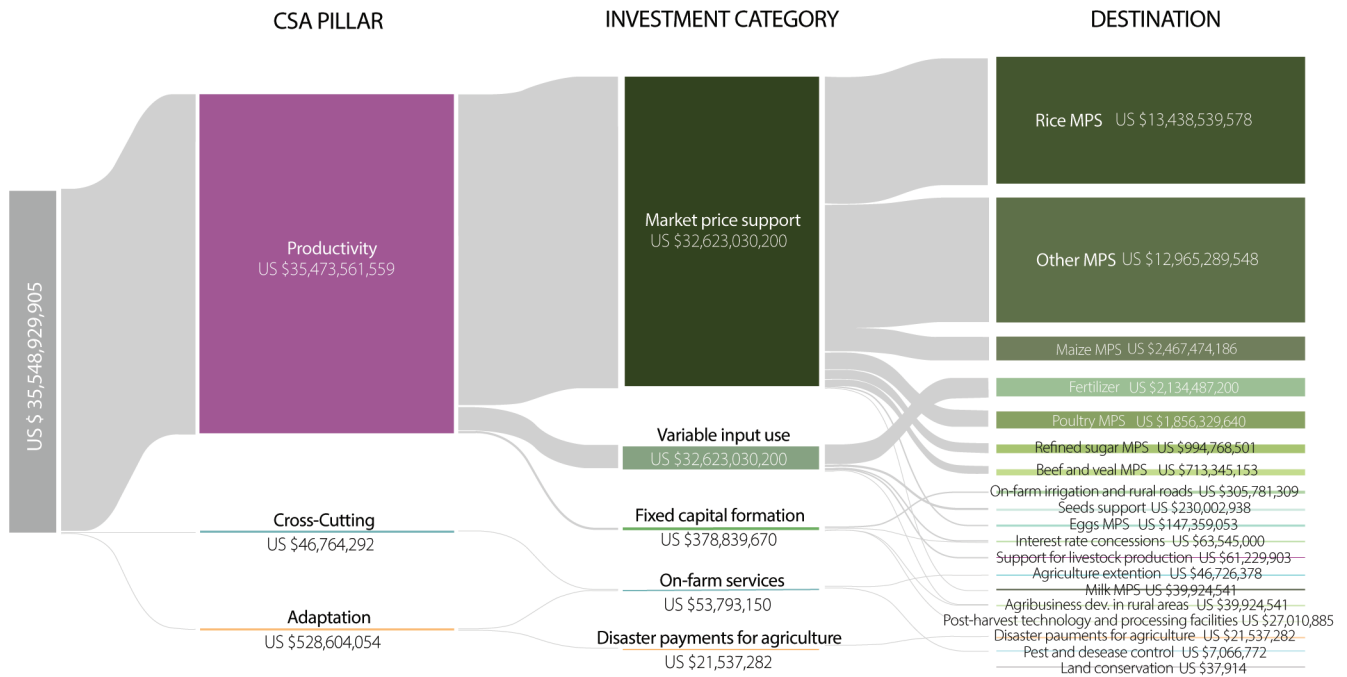 CSA PILLAR
INVESTMENT CATEGORY
DESTINATION
US $ 35,548,929,905
Productivity
US $35,473,561,559
Cross-Cutting
US $46,764,292
Adaptation
US $528,604,054
Market price support
US $32,623,030,200
Variable input use
US $32,623,030,200
Fixed capital formation
US $378,839,670
On-farm services
US $53,793,150
Disaster payments for agriculture
US $21,537,282
Rice MPS US $13,438,539,578
Other MPS US $12,965,289,548
Maize MPS US $2,467,474,186
Fertilizer US $2,134,487,200
Poultry MPS US $1,856,329,640
Refined sugar MPS US $994,768,501
Beef and veal MPS US $713,345,153
On-farm irrigation and rural roads US $305,781,309
Seeds support US $230,002,938
Eggs MPS US $147,359,053
Interest rate concessions US $63,545,000
Support for livestock production US $61,229,903
Agriculture extention US $46,726,378
Milk MPS US $39,924,541
Agribusiness dev. in rural areas US $39,924,541
Post-harvest technology and processing facilities US $27,010,885
Disaster pauments for agriculture US $21,537,282
Pest and desease control US $7,066,772
Land conservation US $37,914